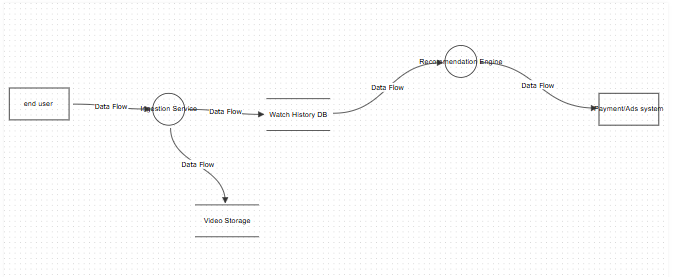 Recommendation Engine
Data Flow
Data Flow
end user
Data Flow
Ingestion Service
Data Flow
Watch History DB
Payment/Ads system
Data Flow
Video Storage